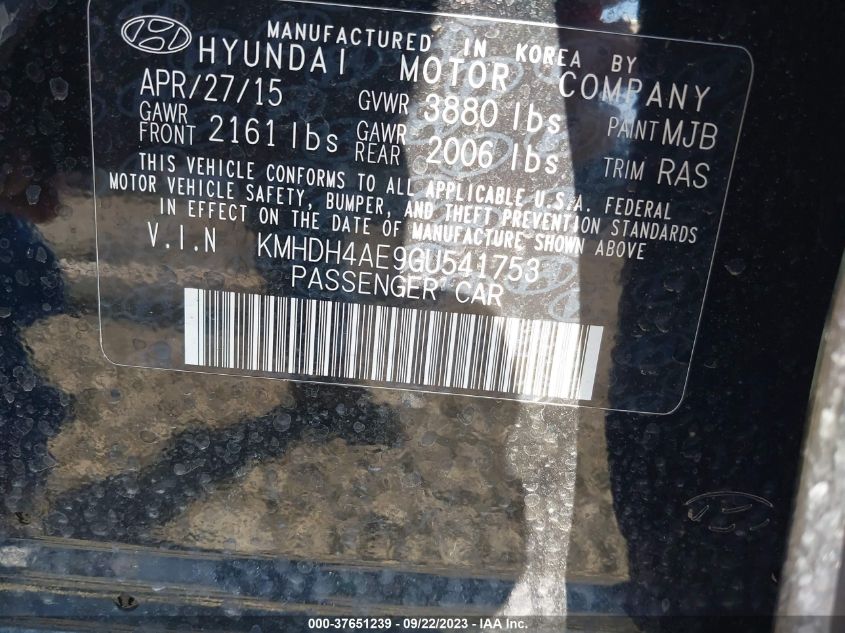 MANUFACTURED IN KOREA BY
HYUNDAI MOTOR COMPANY
APR/27/15 GVWR 3880 lbs PAINT MJB
GAWR FRONT 2161 lbs GAWR REAR 2006 lbs TRIM RAS
THIS VEHICLE CONFORMS TO ALL APPLICABLE U.S.A. FEDERAL
MOTOR VEHICLE SAFETY, BUMPER, AND THEFT PREVENTION STANDARDS
IN EFFECT ON THE DATE OF MANUFACTURE SHOWN ABOVE
V.I.N KMHDH4AE9GU541753
PASSENGER CAR
000-37651239 - 09/22/2023 - IAA Inc.